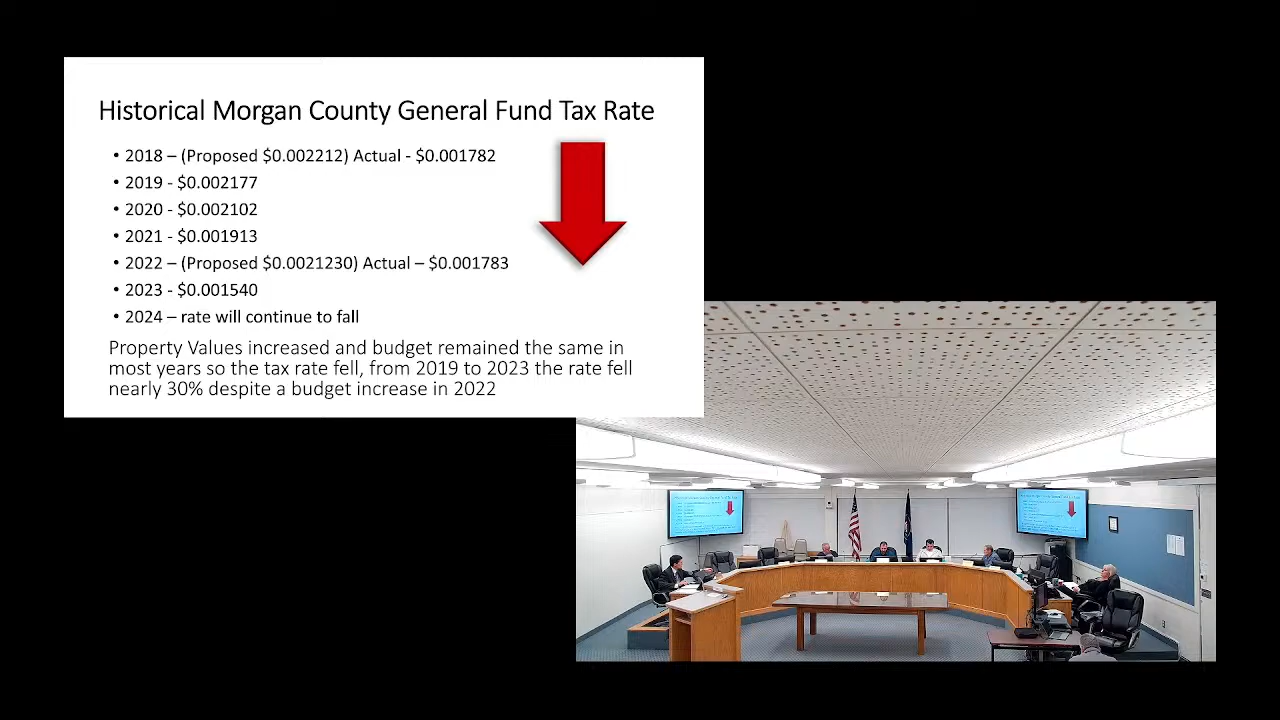 Historical Morgan County General Fund Tax Rate
• 2018 – (Proposed $0.002212) Actual - $0.001782
• 2019 - $0.002177
• 2020 - $0.002102
• 2021 - $0.001913
• 2022 – (Proposed $0.0021230) Actual – $0.001783
• 2023 - $0.001540
• 2024 – rate will continue to fall
Property Values increased and budget remained the same in
most years so the tax rate fell, from 2019 to 2023 the rate fell
nearly 30% despite a budget increase in 2022